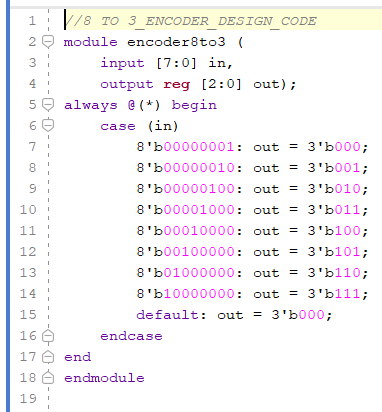 1 //8 TO 3_ENCODER_DESIGN_CODE
2 module encoder8to3 (
3 input [7:0] in,
4 output reg [2:0] out);
5 always @(*) begin
6 case (in)
7 8'b00000001: out = 3'b000;
8 8'b00000010: out = 3'b001;
9 8'b00000100: out = 3'b010;
10 8'b00001000: out = 3'b011;
11 8'b00010000: out = 3'b100;
12 8'b00100000: out = 3'b101;
13 8'b01000000: out = 3'b110;
14 8'b10000000: out = 3'b111;
15 default: out = 3'b000;
16 endcase
17 end
18 endmodule
19